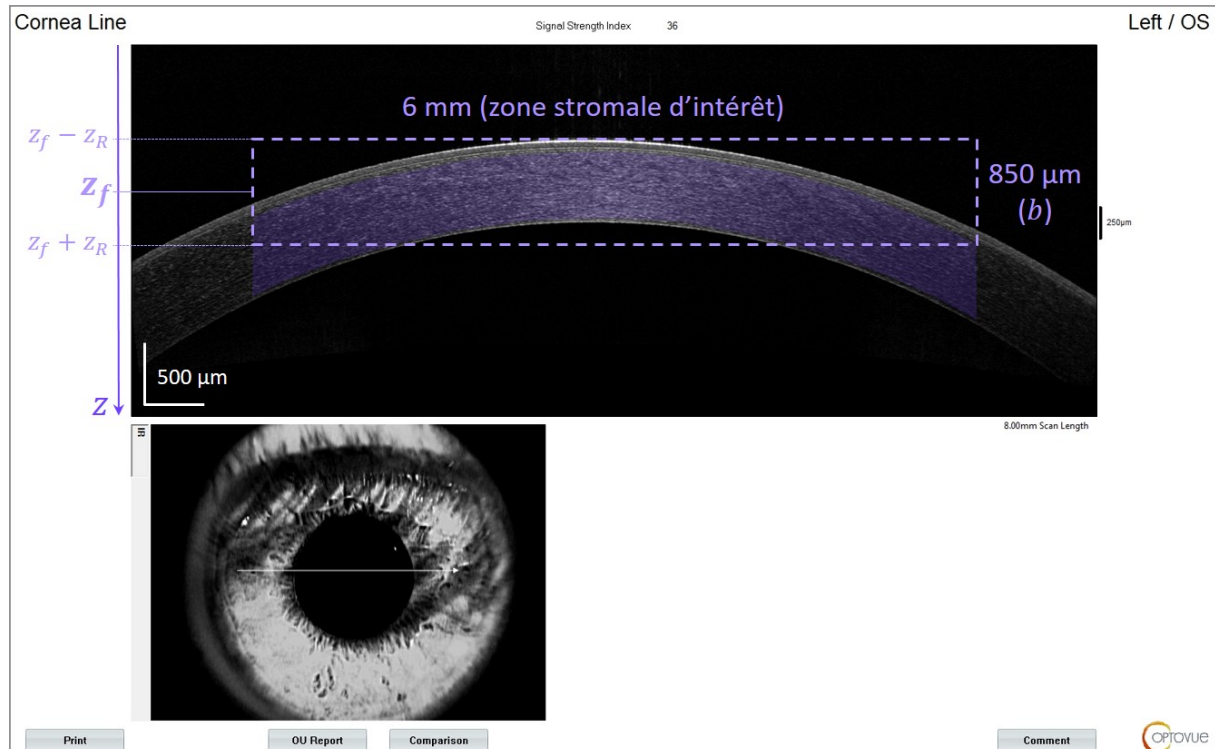 Cornea Line
Signal Strength Index 36
Left / OS
6 mm (zone stromale d'intérêt)
z_f − z_R
z_f
z_f + z_R
850 µm
(b)
250µm
500 µm
z
8.00mm Scan Length
IR
Print
OU Report
Comparison
Comment
OPTOVUE